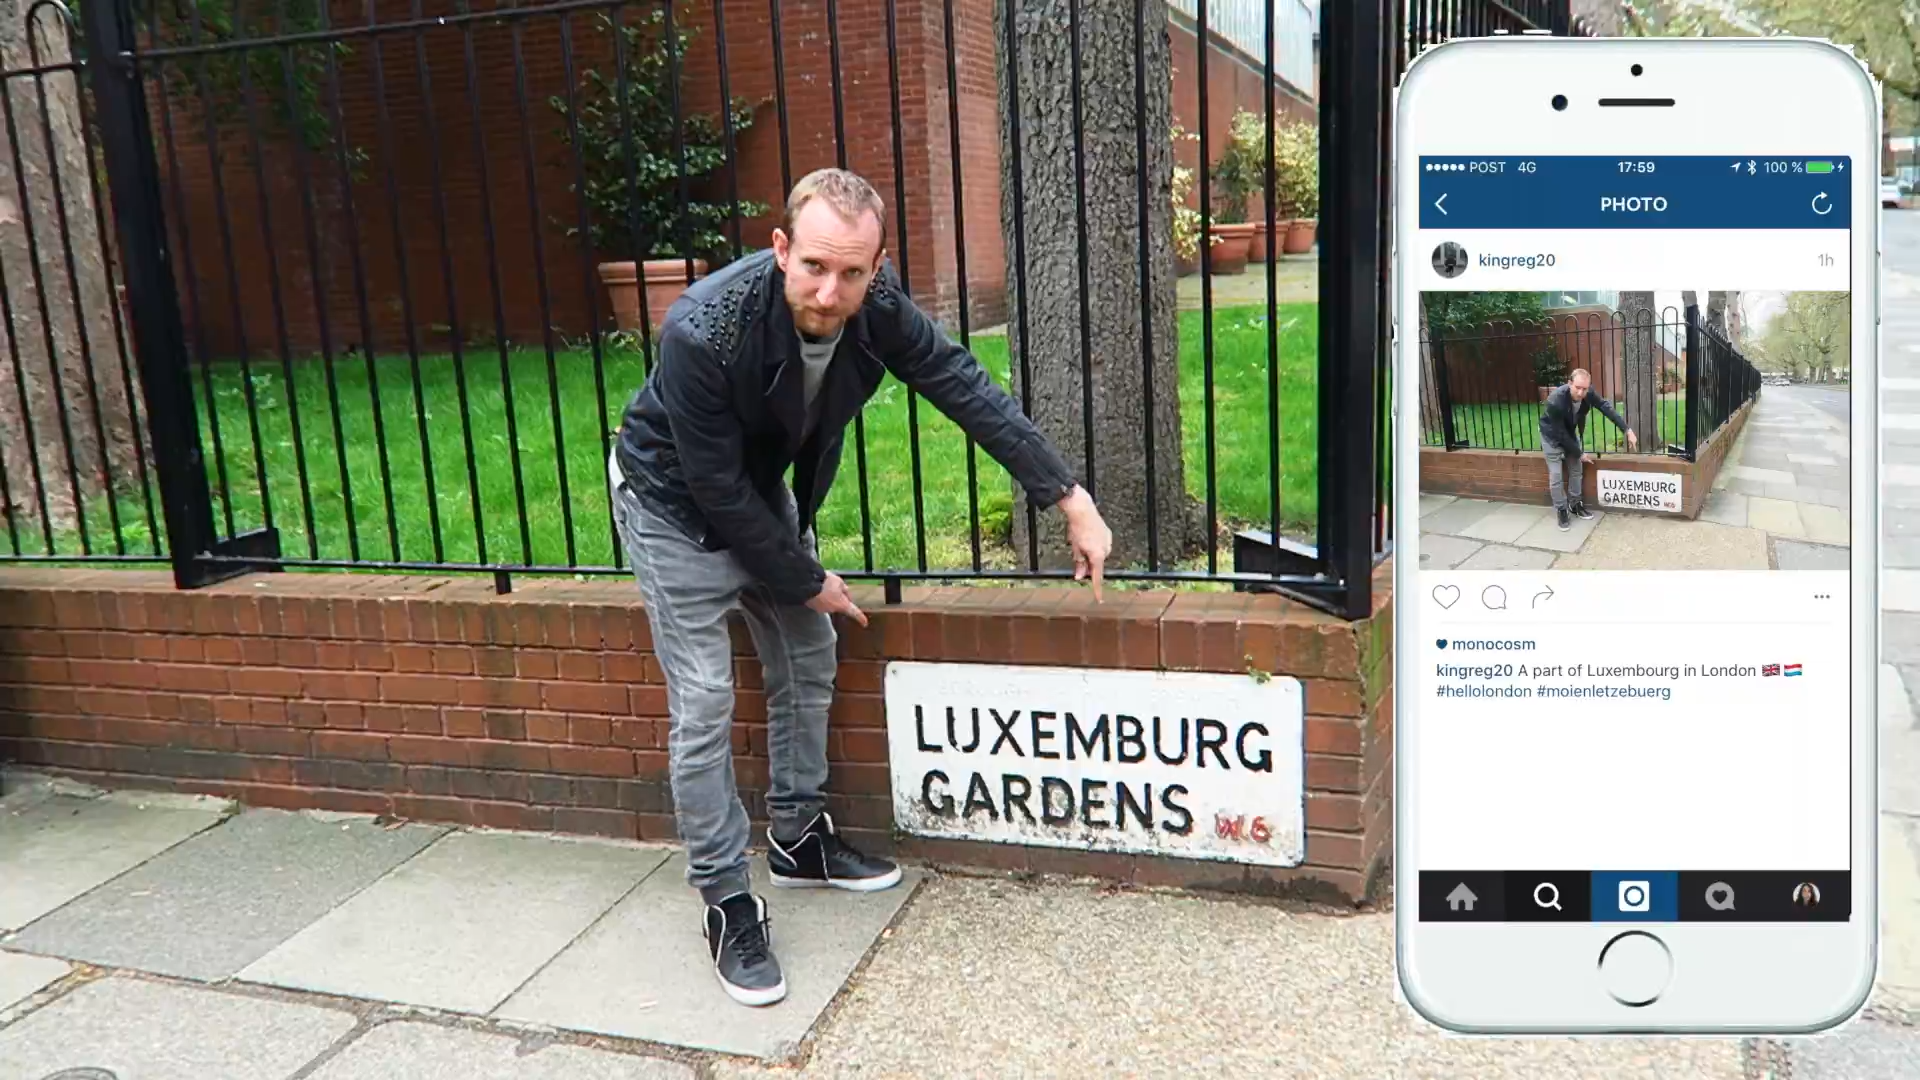 LUXEMBURG
GARDENS W.6
POST 4G 17:59 100 %
PHOTO
kingreg20 1h
LUXEMBURG
GARDENS W6
monocosm
kingreg20 A part of Luxembourg in London 🇬🇧🇱🇺
#hellolondon #moienletzebuerg